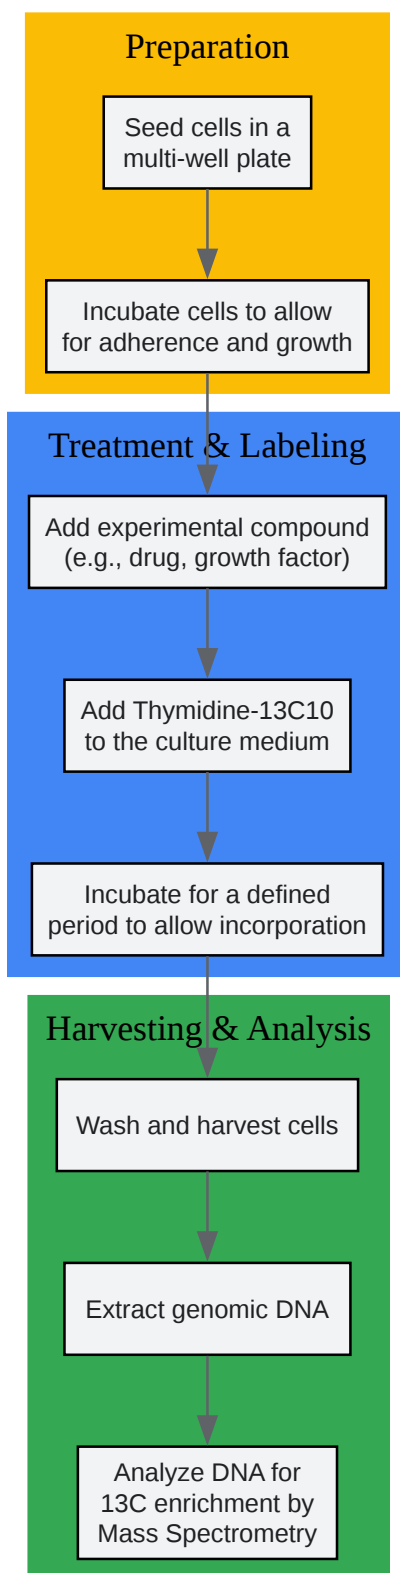 Preparation
Seed cells in a
multi-well plate
Incubate cells to allow
for adherence and growth
Treatment & Labeling
Add experimental compound
(e.g., drug, growth factor)
Add Thymidine-13C10
to the culture medium
Incubate for a defined
period to allow incorporation
Harvesting & Analysis
Wash and harvest cells
Extract genomic DNA
Analyze DNA for
13C enrichment by
Mass Spectrometry